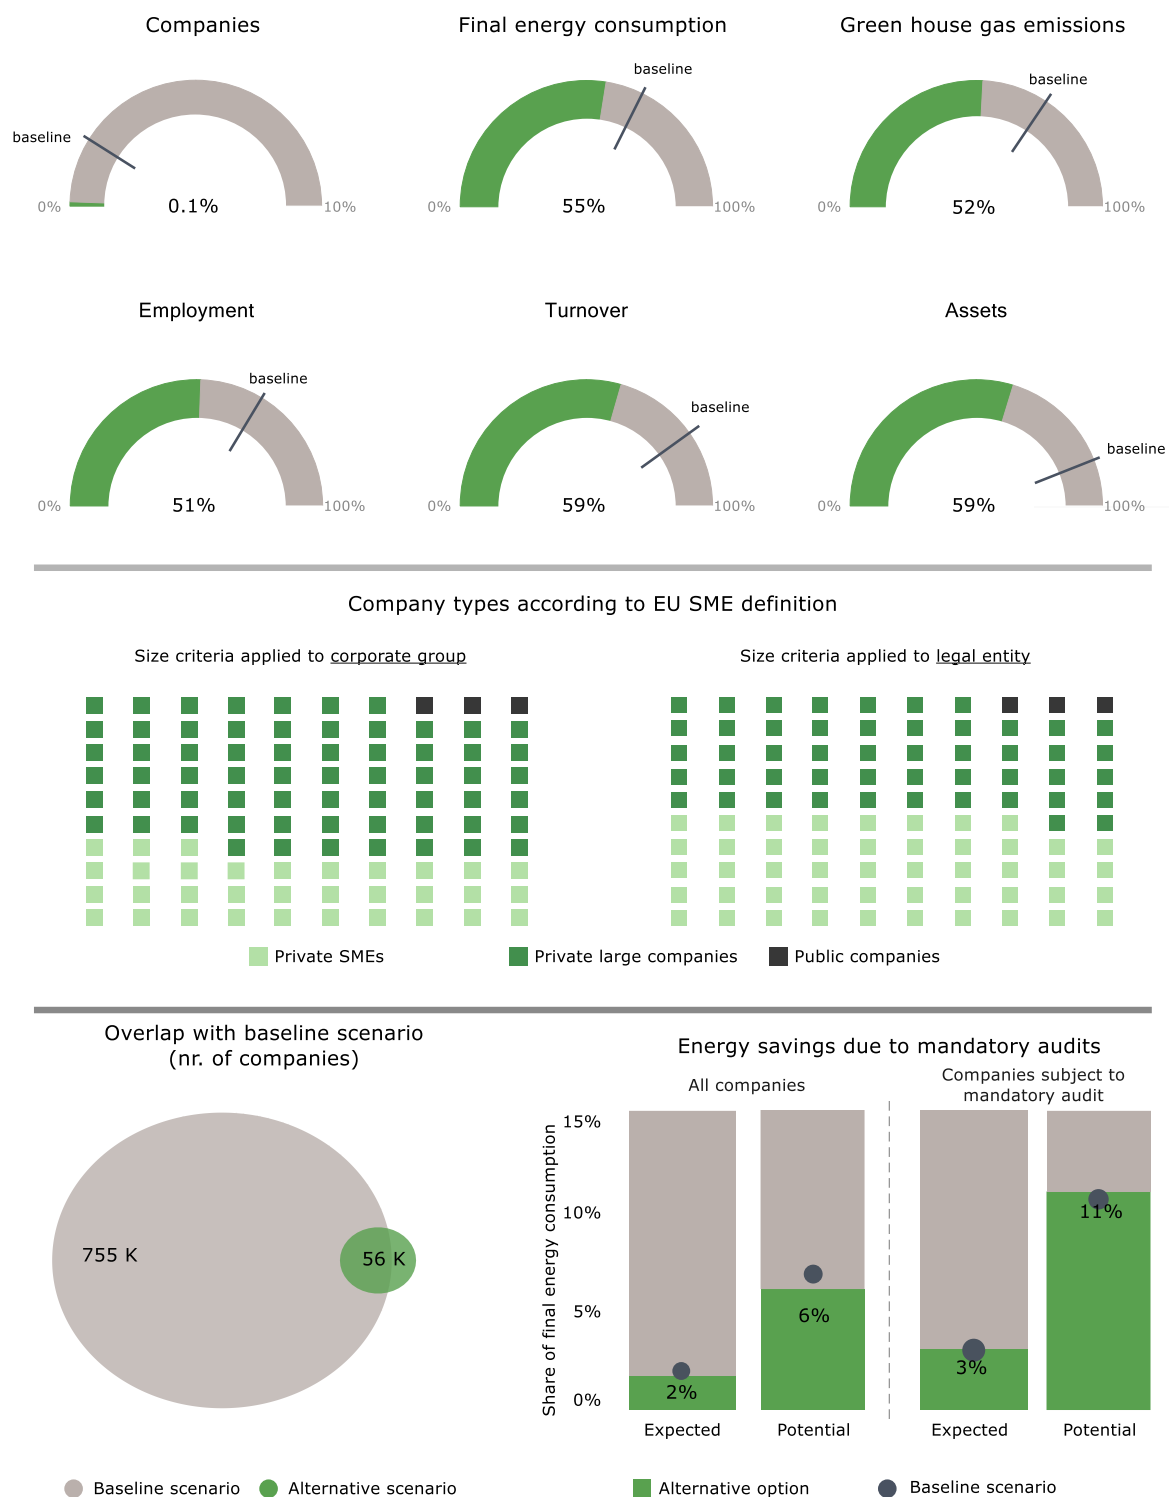 Companies
Final energy consumption
Green house gas emissions
baseline
baseline
baseline
0%
0.1%
10%
0%
55%
100%
0%
52%
100%
Employment
Turnover
Assets
baseline
baseline
baseline
0%
51%
100%
0%
59%
100%
0%
59%
100%
Company types according to EU SME definition
Size criteria applied to corporate group
Size criteria applied to legal entity
Private SMEs
Private large companies
Public companies
Overlap with baseline scenario
(nr. of companies)
755 K
56 K
Baseline scenario
Alternative scenario
Energy savings due to mandatory audits
All companies
Companies subject to
mandatory audit
Share of final energy consumption
15%
10%
5%
0%
2%
6%
3%
11%
Expected
Potential
Expected
Potential
Alternative option
Baseline scenario